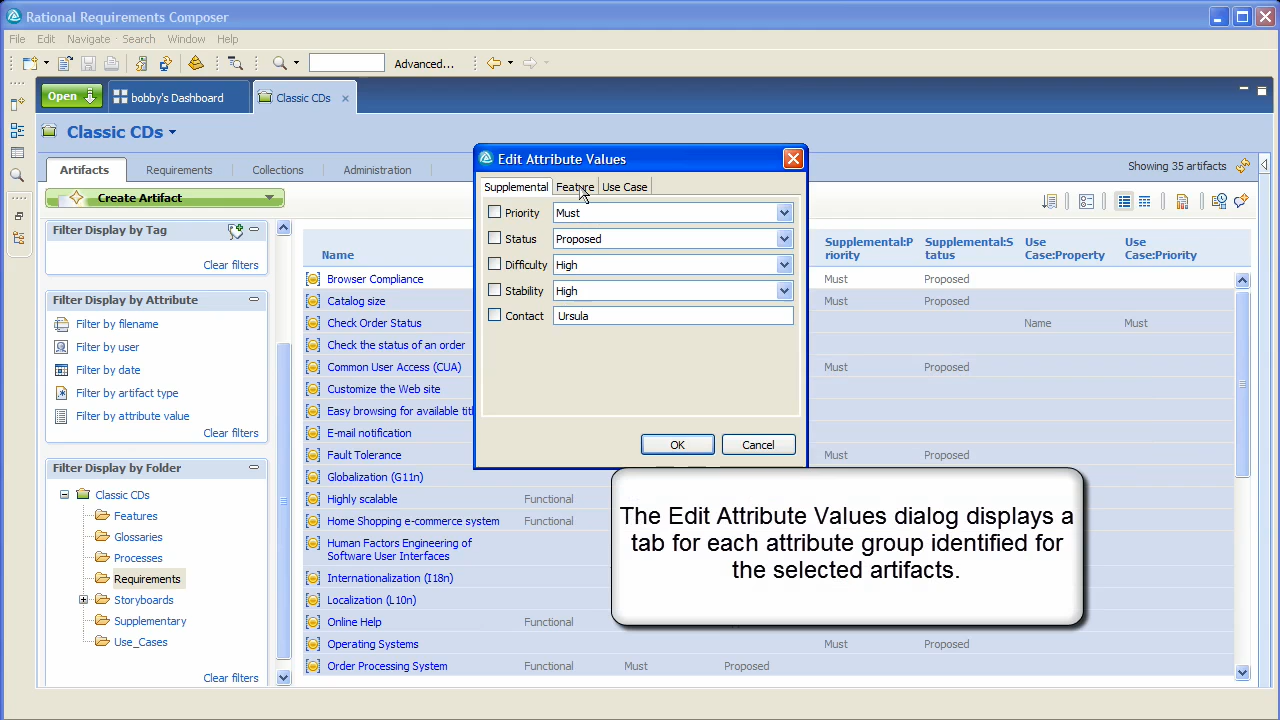 Rational Requirements Composer
File Edit Navigate Search Window Help
Advanced...
Open bobby's Dashboard Classic CDs
Classic CDs
Artifacts Requirements Collections Administration
Showing 35 artifacts
Create Artifact
Filter Display by Tag
Clear filters
Filter Display by Attribute
Filter by filename
Filter by user
Filter by date
Filter by artifact type
Filter by attribute value
Clear filters
Filter Display by Folder
Classic CDs
Features
Glossaries
Processes
Requirements
Storyboards
Supplementary
Use_Cases
Clear filters
Name
Supplemental:P
riority
Supplemental:S
tatus
Use
Case:Property
Use
Case:Priority
Browser Compliance Must Proposed
Catalog size Must Proposed
Check Order Status Name Must
Check the status of an order
Common User Access (CUA) Must Proposed
Customize the Web site
Easy browsing for available titl
E-mail notification
Fault Tolerance Must Proposed
Globalization (G11n)
Highly scalable Functional
Home Shopping e-commerce system Functional
Human Factors Engineering of
Software User Interfaces
Internationalization (I18n)
Localization (L10n)
Online Help Functional
Operating Systems Must Proposed
Order Processing System Functional Must Proposed
Edit Attribute Values
Supplemental Feature Use Case
Priority Must
Status Proposed
Difficulty High
Stability High
Contact Ursula
OK Cancel
The Edit Attribute Values dialog displays a
tab for each attribute group identified for
the selected artifacts.